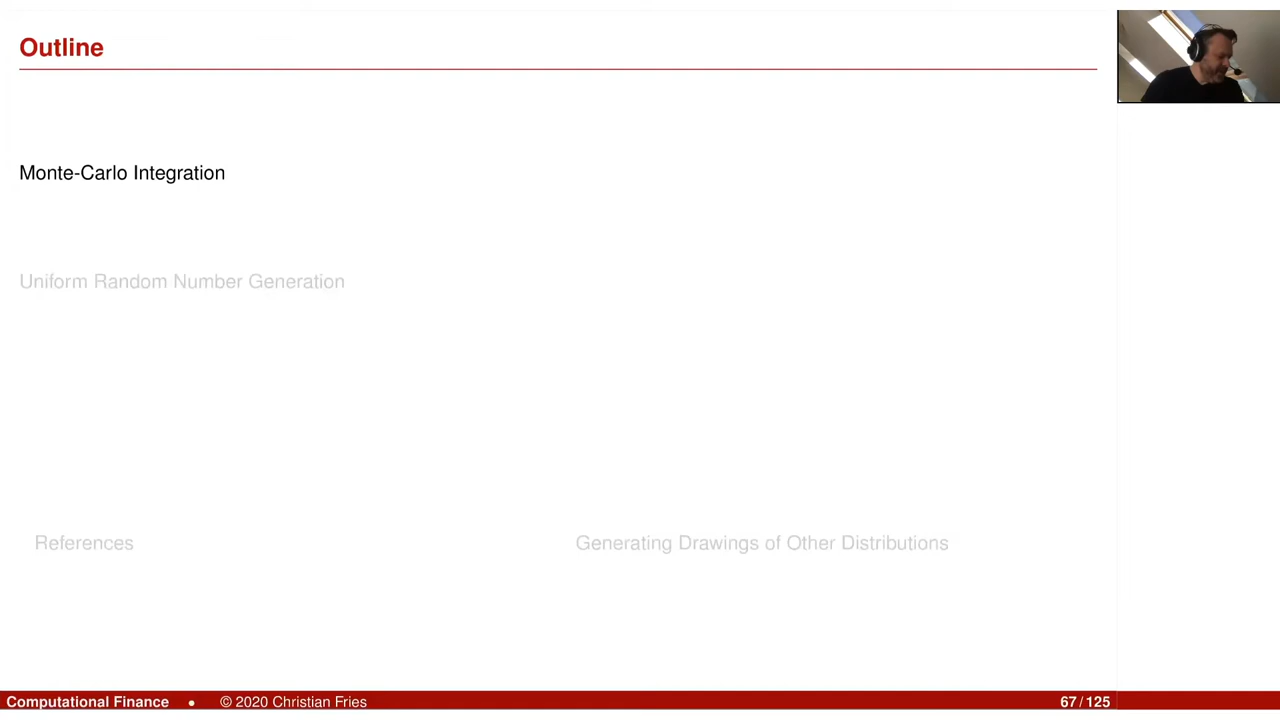 Outline
Monte-Carlo Integration
Uniform Random Number Generation
References
Generating Drawings of Other Distributions
Computational Finance • © 2020 Christian Fries 67 / 125